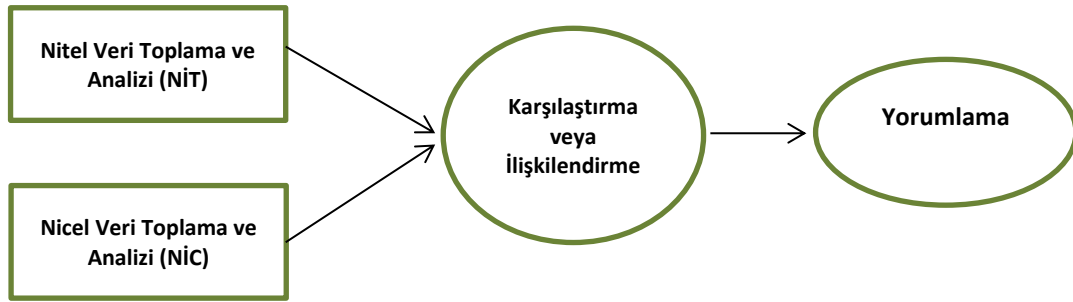 Nitel Veri Toplama ve
Analizi (NİT)
Nicel Veri Toplama ve
Analizi (NİC)
Karşılaştırma
veya
İlişkilendirme
Yorumlama